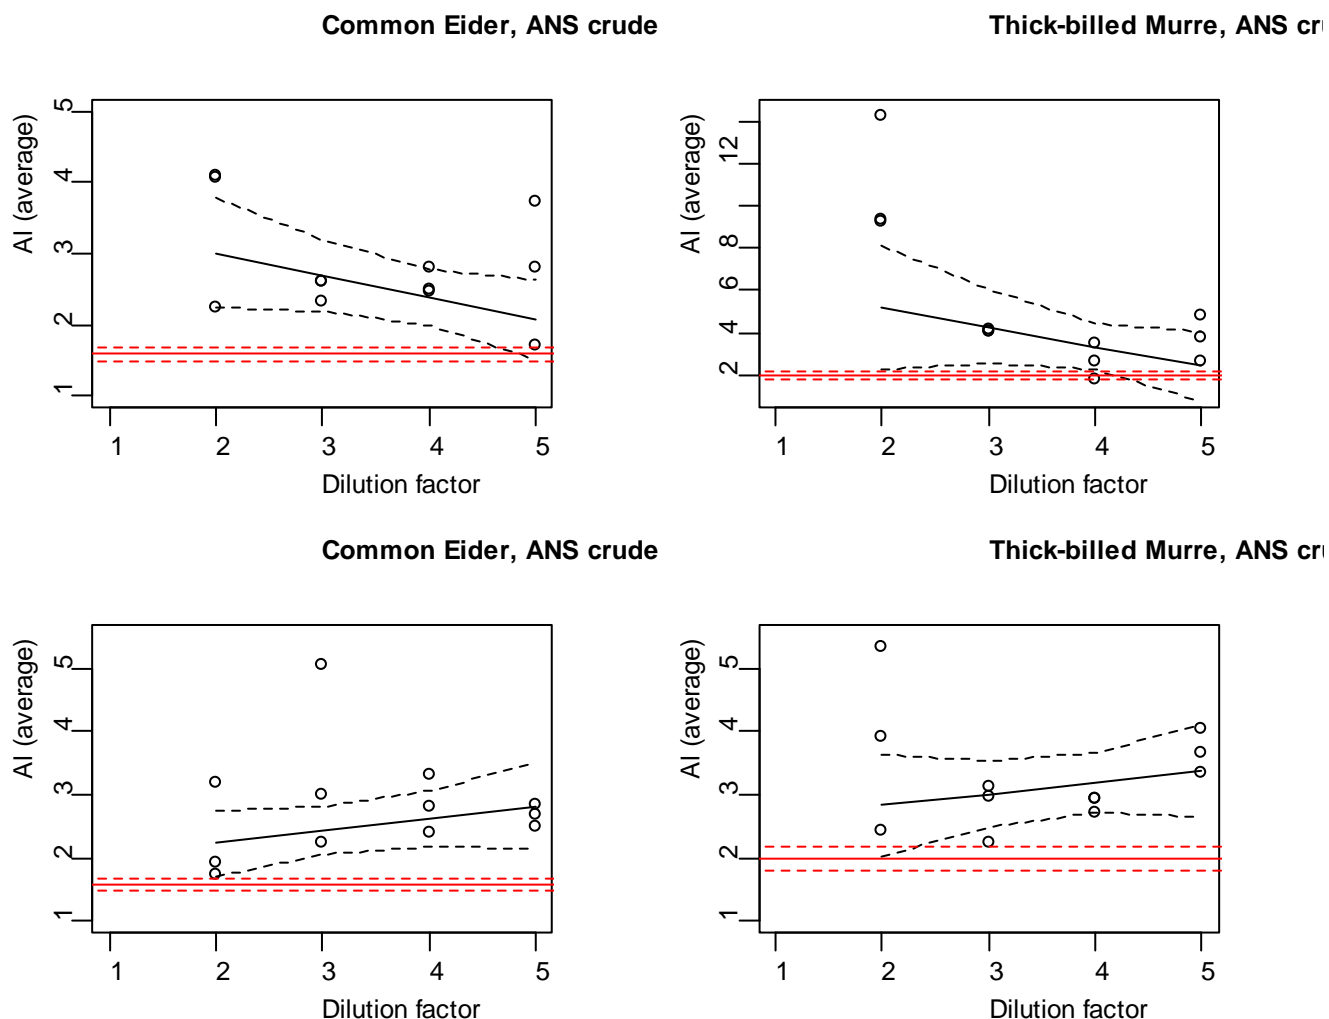 Common Eider, ANS crude
Thick-billed Murre, ANS cru
AI (average)
5
4
3
2
1
1 2 3 4 5
Dilution factor
AI (average)
12
8
6
4
2
1 2 3 4 5
Dilution factor
Common Eider, ANS crude
Thick-billed Murre, ANS cru
AI (average)
5
4
3
2
1
1 2 3 4 5
Dilution factor
AI (average)
5
4
3
2
1
1 2 3 4 5
Dilution factor